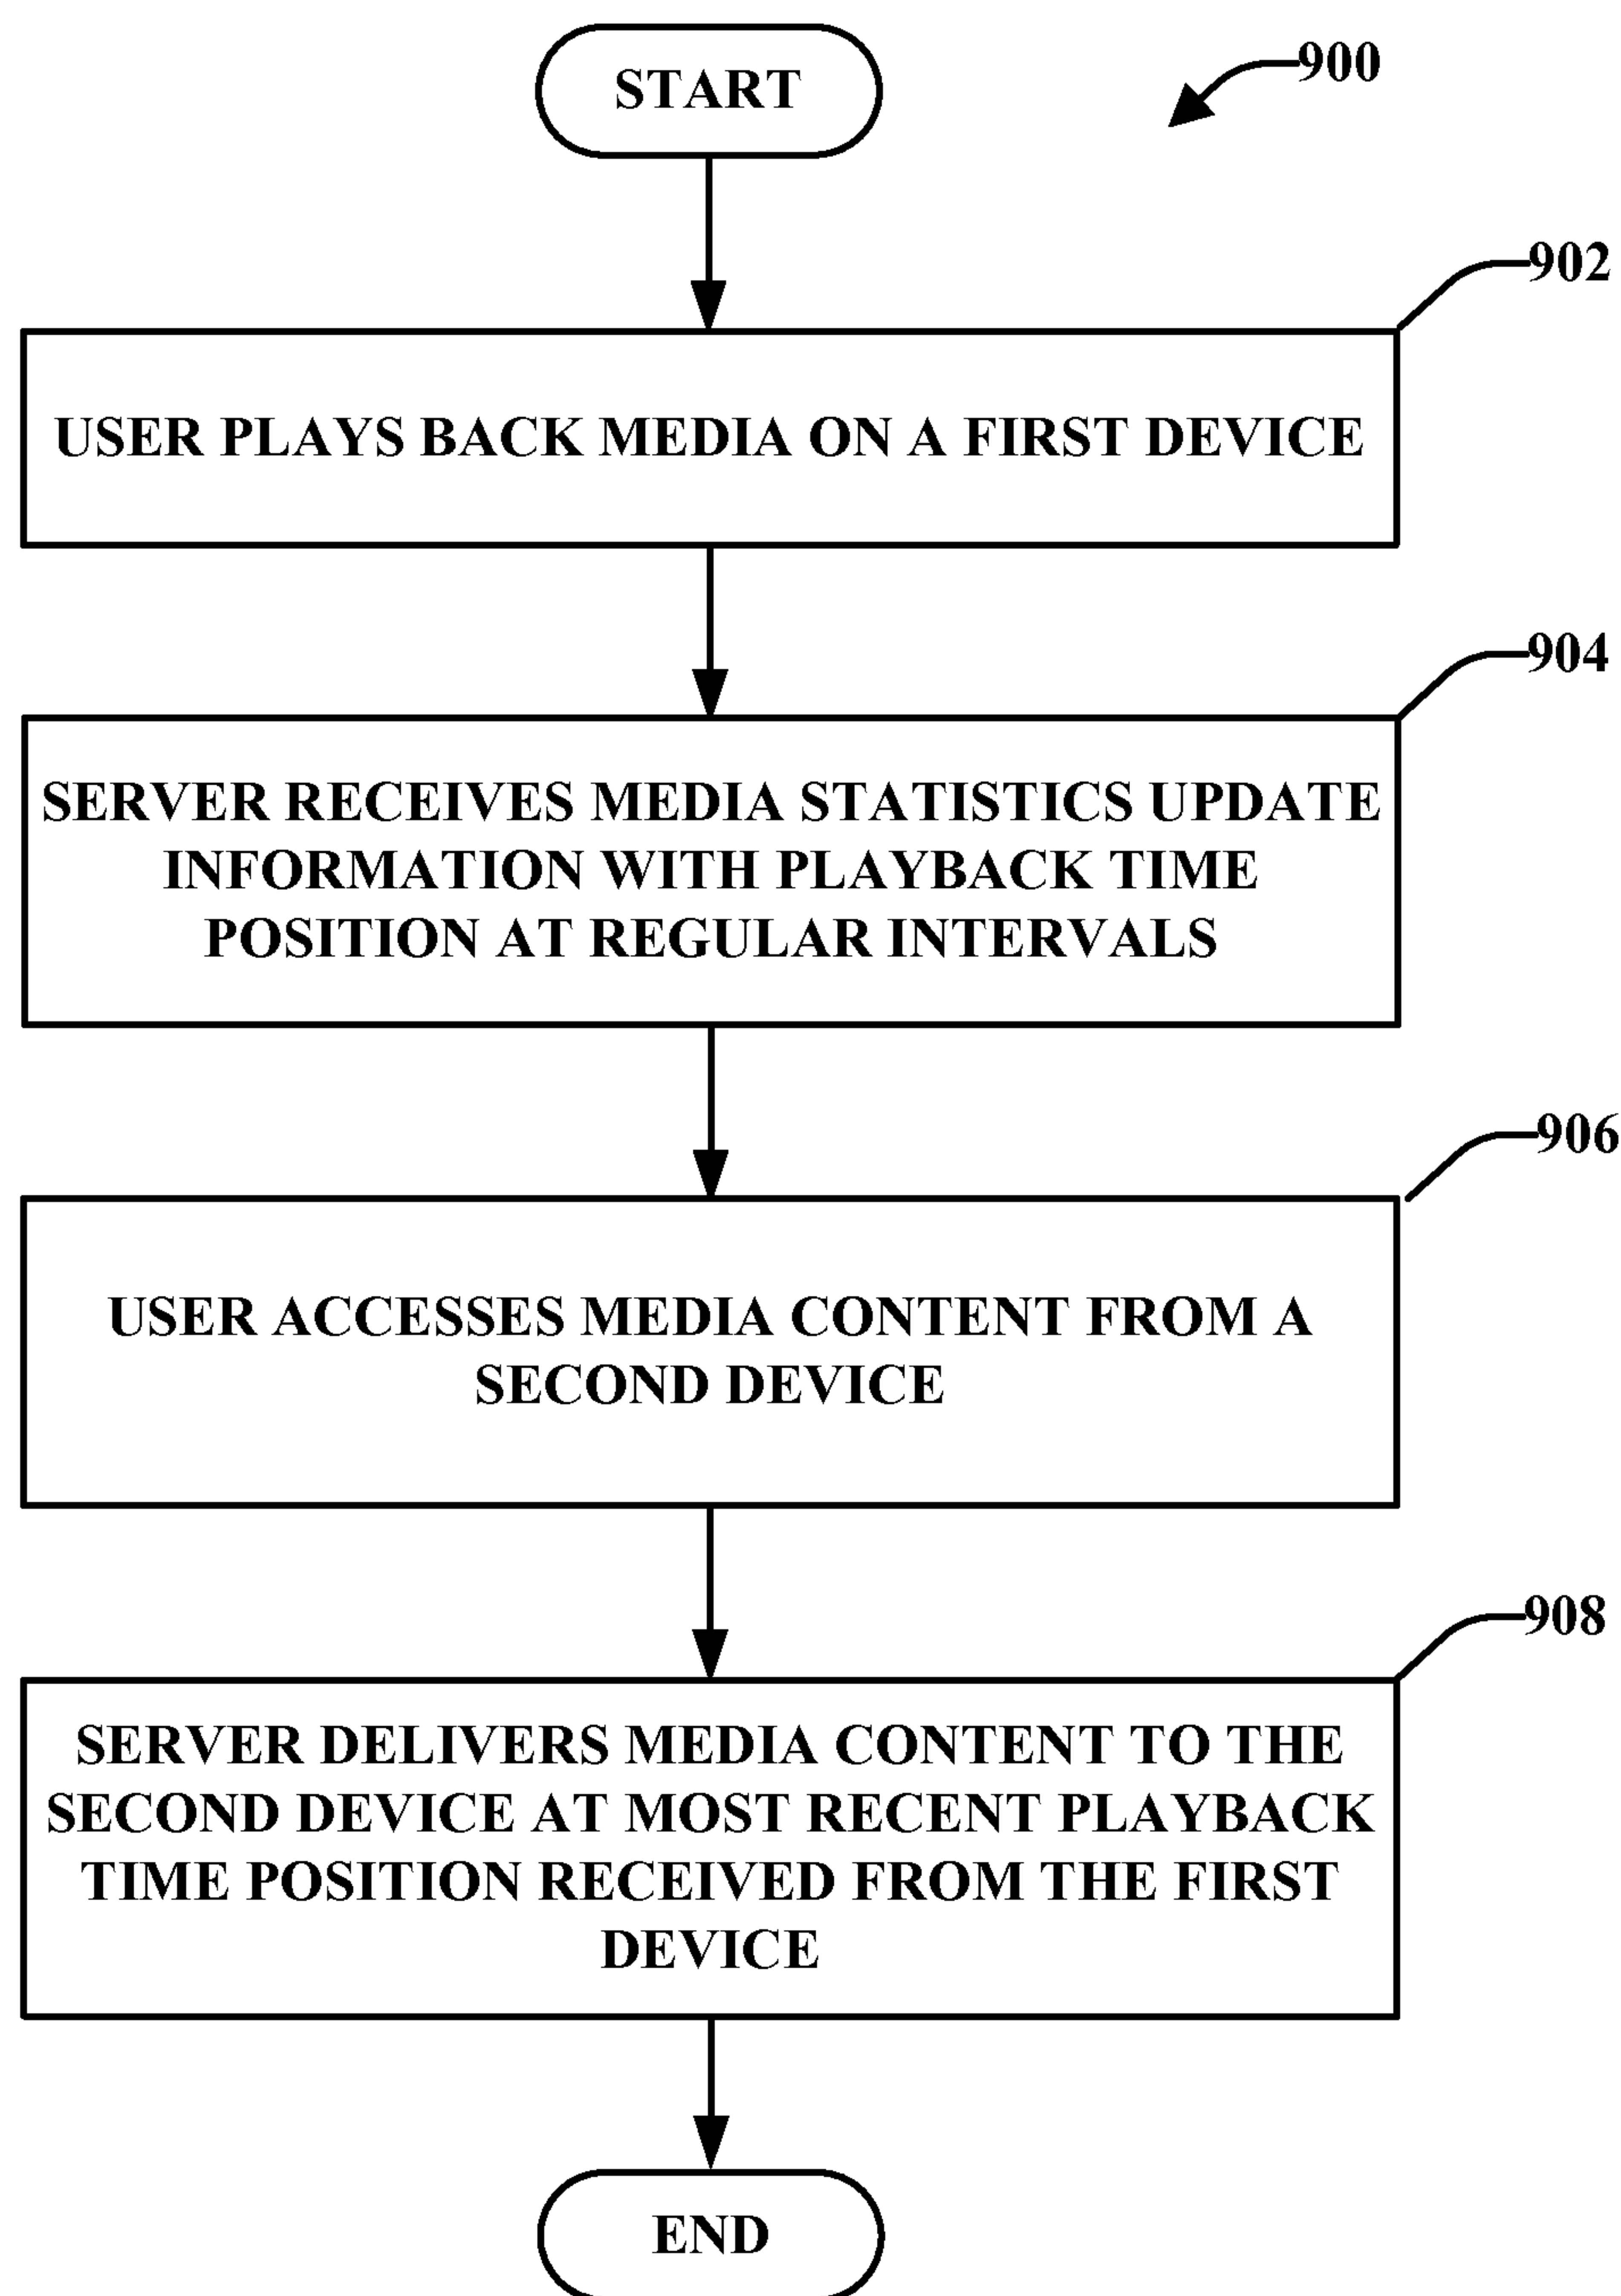 START
900
902
USER PLAYS BACK MEDIA ON A FIRST DEVICE
904
SERVER RECEIVES MEDIA STATISTICS UPDATE
INFORMATION WITH PLAYBACK TIME
POSITION AT REGULAR INTERVALS
906
USER ACCESSES MEDIA CONTENT FROM A
SECOND DEVICE
908
SERVER DELIVERS MEDIA CONTENT TO THE
SECOND DEVICE AT MOST RECENT PLAYBACK
TIME POSITION RECEIVED FROM THE FIRST
DEVICE
END